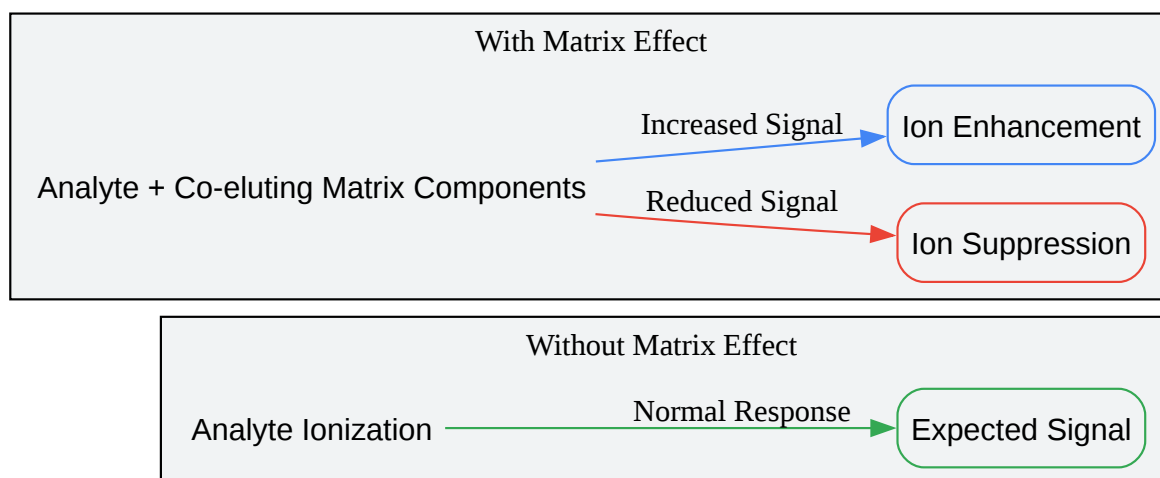 With Matrix Effect
Increased Signal
Ion Enhancement
Analyte + Co-eluting Matrix Components
Reduced Signal
Ion Suppression
Without Matrix Effect
Normal Response
Analyte Ionization
Expected Signal